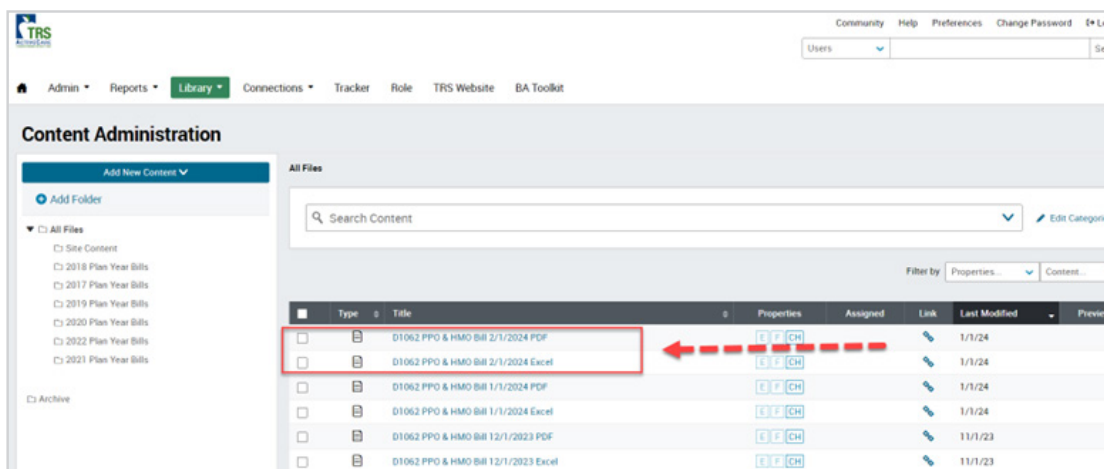 TRS
Community Help Preferences Change Password
Users
Admin Reports Library Connections Tracker Role TRS Website BA Toolkit
Content Administration
Add New Content
Add Folder
All Files
Site Content
2018 Plan Year Bills
2017 Plan Year Bills
2019 Plan Year Bills
2020 Plan Year Bills
2022 Plan Year Bills
2021 Plan Year Bills
Archive
All Files
Search Content
Edit Categori
Filter by Properties... Content...
Type Title Properties Assigned Link Last Modified Previe
D1062 PPO & HMO Bill 2/1/2024 PDF E F CH 1/1/24
D1062 PPO & HMO Bill 2/1/2024 Excel E F CH 1/1/24
D1062 PPO & HMO Bill 1/1/2024 PDF E F CH 1/1/24
D1062 PPO & HMO Bill 1/1/2024 Excel E F CH 1/1/24
D1062 PPO & HMO Bill 12/1/2023 PDF E F CH 11/1/23
D1062 PPO & HMO Bill 12/1/2023 Excel E F CH 11/1/23